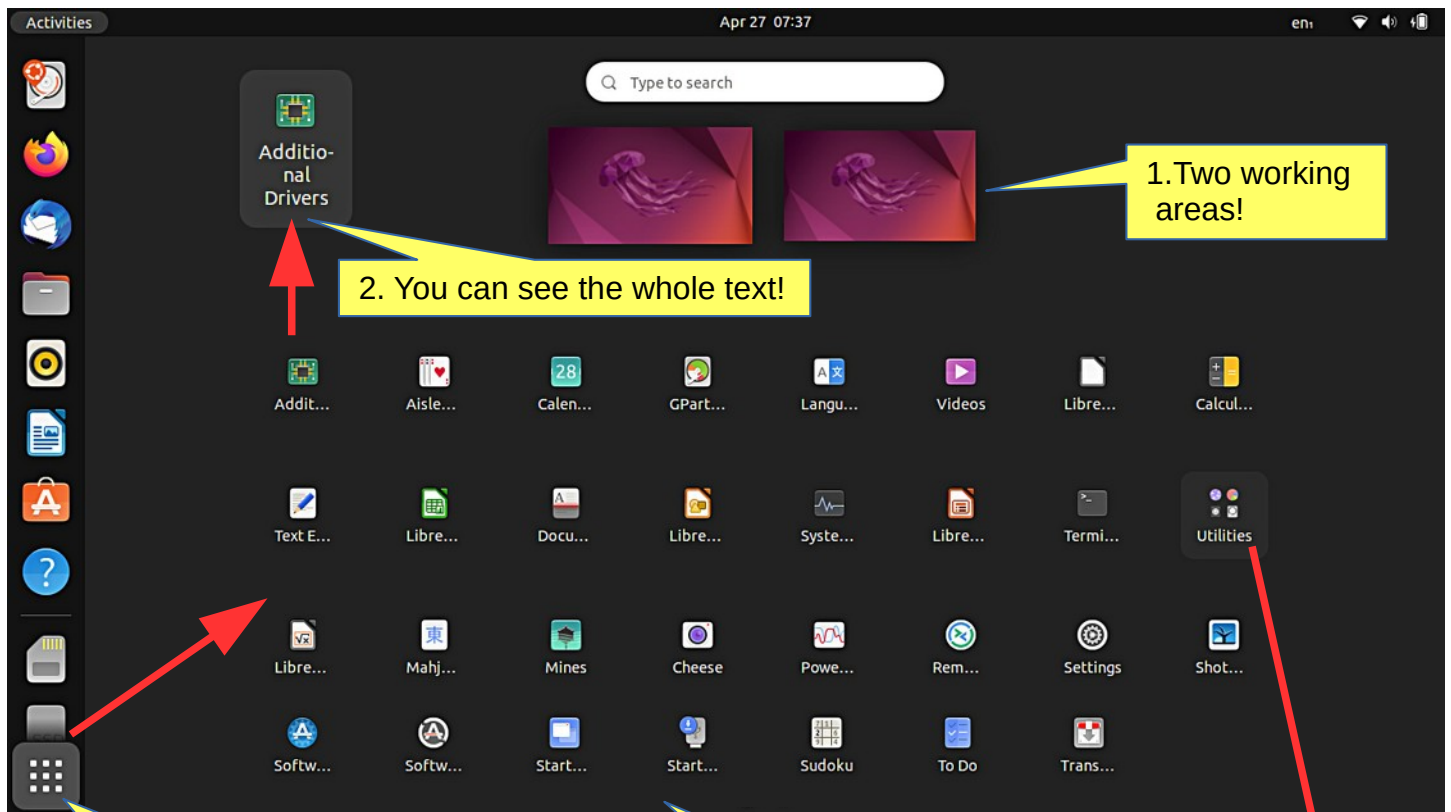 Activities
Apr 27 07:37
en₁
Type to search
Additio-
nal
Drivers
1.Two working
areas!
2. You can see the whole text!
28
Addit...
Aisle...
Calen...
GPart...
Langu...
Videos
Libre...
Calcul...
Text E...
Libre...
Docu...
Libre...
Syste...
Libre...
Termi...
Utilities
Libre...
Mahj...
Mines
Cheese
Powe...
Rem...
Settings
Shot...
Softw...
Softw...
Start...
Start...
Sudoku
To Do
Trans...